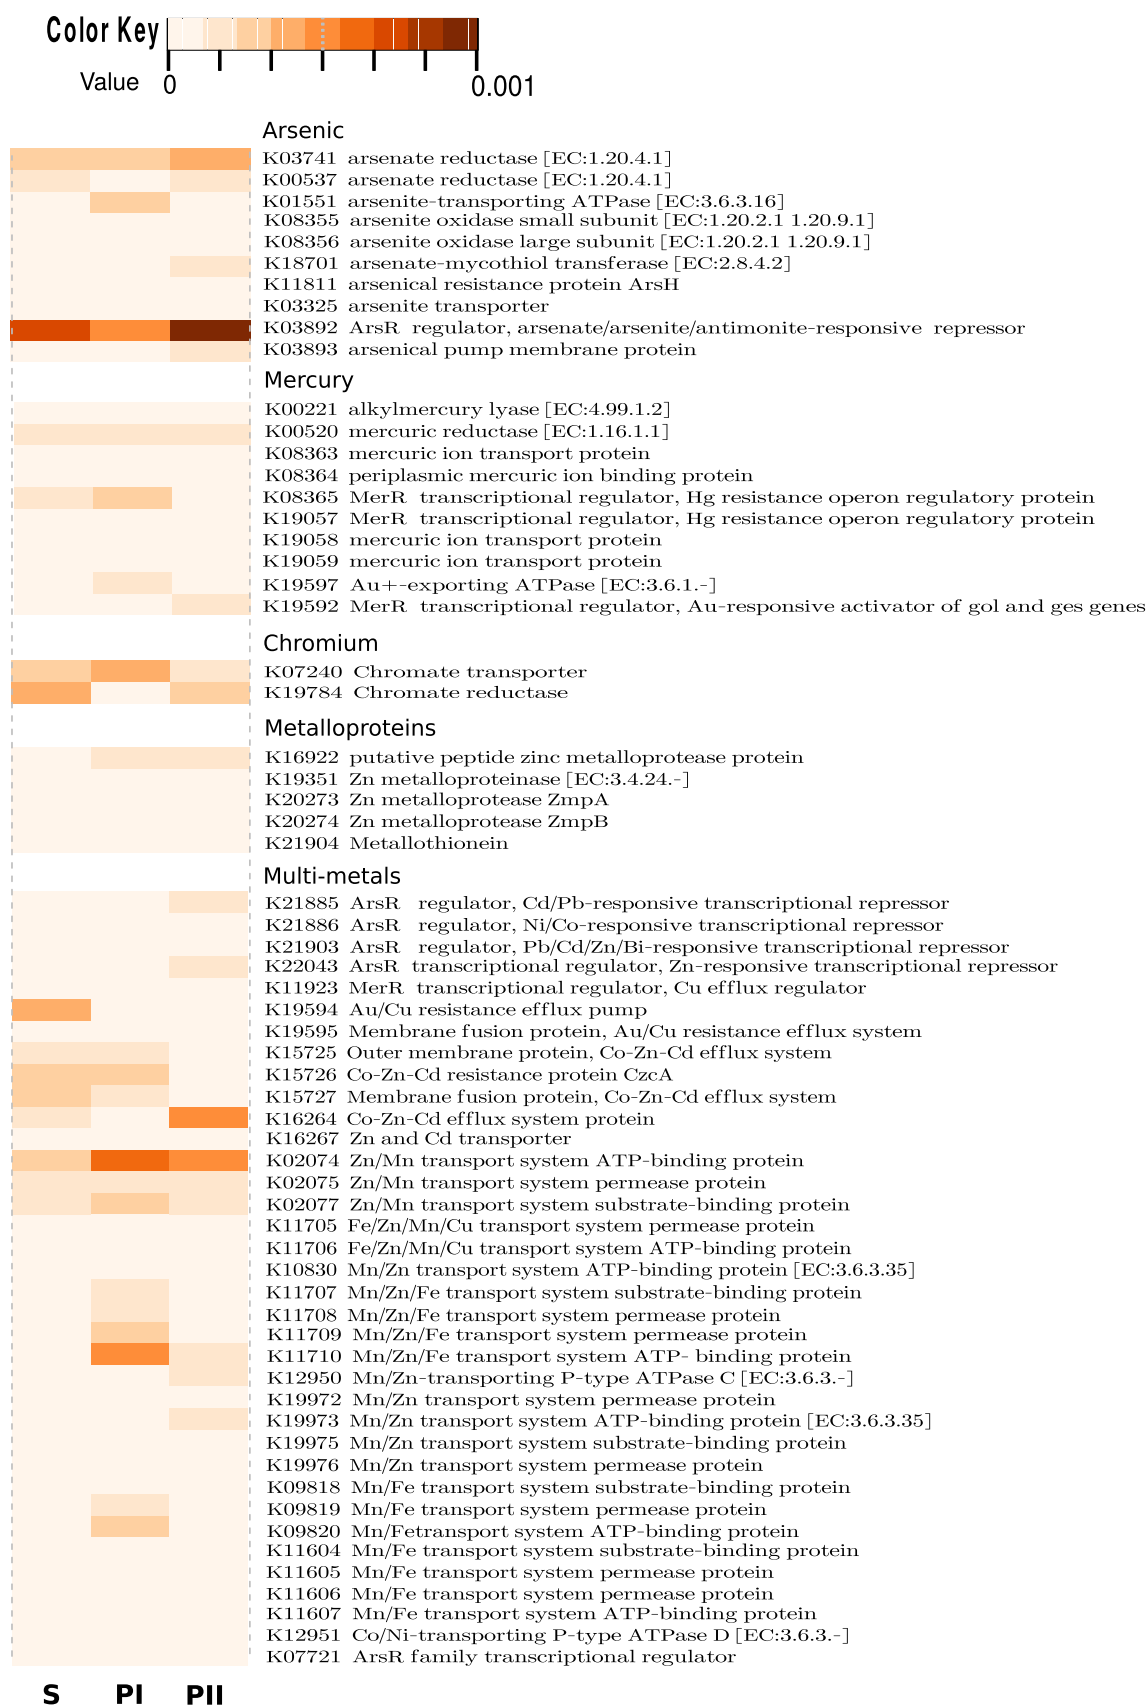 Color Key
Value 0 0.001
Arsenic
K03741 arsenate reductase [EC:1.20.4.1]
K00537 arsenate reductase [EC:1.20.4.1]
K01551 arsenite-transporting ATPase [EC:3.6.3.16]
K08355 arsenite oxidase small subunit [EC:1.20.2.1 1.20.9.1]
K08356 arsenite oxidase large subunit [EC:1.20.2.1 1.20.9.1]
K18701 arsenate-mycothiol transferase [EC:2.8.4.2]
K11811 arsenical resistance protein ArsH
K03325 arsenite transporter
K03892 ArsR regulator, arsenate/arsenite/antimonite-responsive repressor
K03893 arsenical pump membrane protein
Mercury
K00221 alkylmercury lyase [EC:4.99.1.2]
K00520 mercuric reductase [EC:1.16.1.1]
K08363 mercuric ion transport protein
K08364 periplasmic mercuric ion binding protein
K08365 MerR transcriptional regulator, Hg resistance operon regulatory protein
K19057 MerR transcriptional regulator, Hg resistance operon regulatory protein
K19058 mercuric ion transport protein
K19059 mercuric ion transport protein
K19597 Au+-exporting ATPase [EC:3.6.1.-]
K19592 MerR transcriptional regulator, Au-responsive activator of gol and ges genes
Chromium
K07240 Chromate transporter
K19784 Chromate reductase
Metalloproteins
K16922 putative peptide zinc metalloprotease protein
K19351 Zn metalloproteinase [EC:3.4.24.-]
K20273 Zn metalloprotease ZmpA
K20274 Zn metalloprotease ZmpB
K21904 Metallothionein
Multi-metals
K21885 ArsR regulator, Cd/Pb-responsive transcriptional repressor
K21886 ArsR regulator, Ni/Co-responsive transcriptional repressor
K21903 ArsR regulator, Pb/Cd/Zn/Bi-responsive transcriptional repressor
K22043 ArsR transcriptional regulator, Zn-responsive transcriptional repressor
K11923 MerR transcriptional regulator, Cu efflux regulator
K19594 Au/Cu resistance efflux pump
K19595 Membrane fusion protein, Au/Cu resistance efflux system
K15725 Outer membrane protein, Co-Zn-Cd efflux system
K15726 Co-Zn-Cd resistance protein CzcA
K15727 Membrane fusion protein, Co-Zn-Cd efflux system
K16264 Co-Zn-Cd efflux system protein
K16267 Zn and Cd transporter
K02074 Zn/Mn transport system ATP-binding protein
K02075 Zn/Mn transport system permease protein
K02077 Zn/Mn transport system substrate-binding protein
K11705 Fe/Zn/Mn/Cu transport system permease protein
K11706 Fe/Zn/Mn/Cu transport system ATP-binding protein
K10830 Mn/Zn transport system ATP-binding protein [EC:3.6.3.35]
K11707 Mn/Zn/Fe transport system substrate-binding protein
K11708 Mn/Zn/Fe transport system permease protein
K11709 Mn/Zn/Fe transport system permease protein
K11710 Mn/Zn/Fe transport system ATP- binding protein
K12950 Mn/Zn-transporting P-type ATPase C [EC:3.6.3.-]
K19972 Mn/Zn transport system permease protein
K19973 Mn/Zn transport system ATP-binding protein [EC:3.6.3.35]
K19975 Mn/Zn transport system substrate-binding protein
K19976 Mn/Zn transport system permease protein
K09818 Mn/Fe transport system substrate-binding protein
K09819 Mn/Fe transport system permease protein
K09820 Mn/Fetransport system ATP-binding protein
K11604 Mn/Fe transport system substrate-binding protein
K11605 Mn/Fe transport system permease protein
K11606 Mn/Fe transport system permease protein
K11607 Mn/Fe transport system ATP-binding protein
K12951 Co/Ni-transporting P-type ATPase D [EC:3.6.3.-]
K07721 ArsR family transcriptional regulator
S PI PII